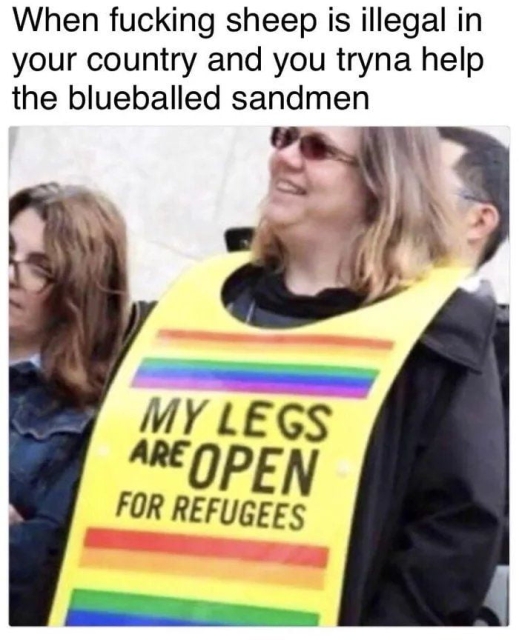 When fucking sheep is illegal in
your country and you tryna help
the blueballed sandmen
MY LEGS
ARE OPEN
FOR REFUGEES